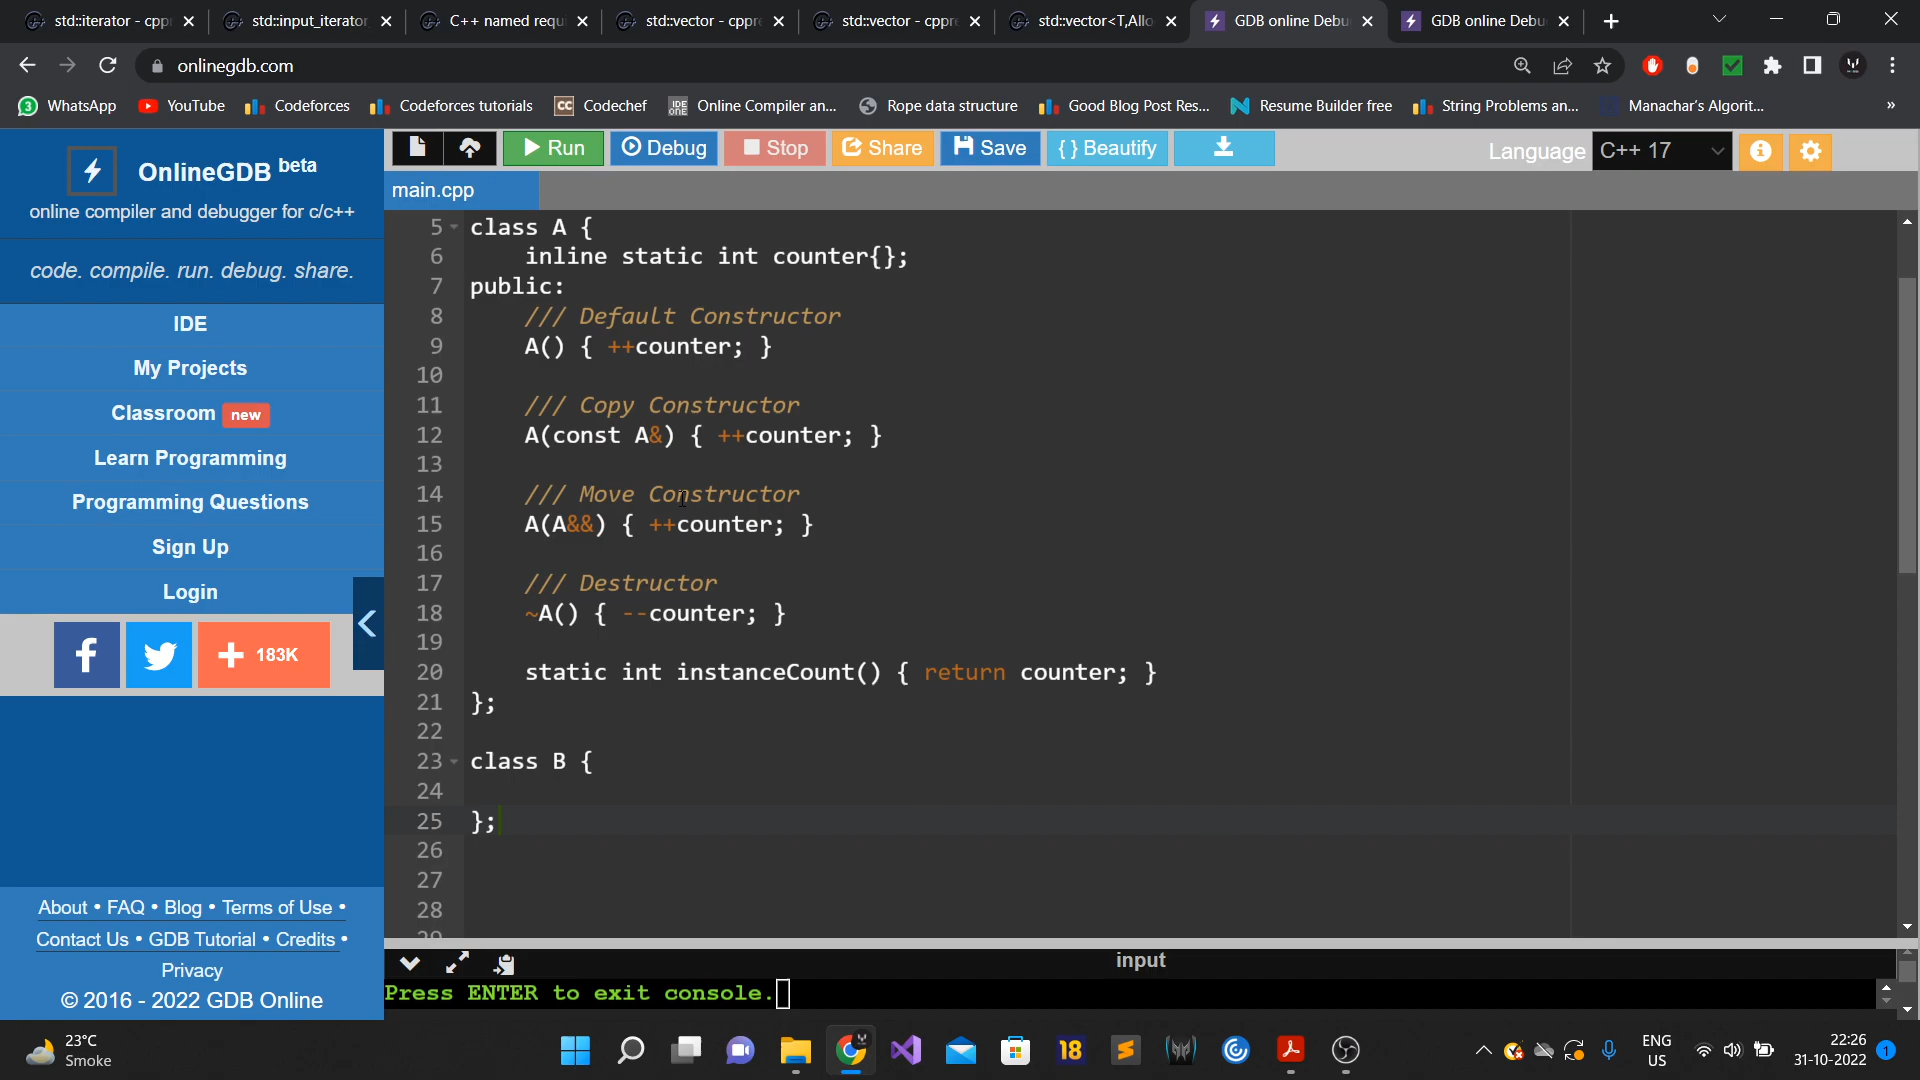 std::iterator - cppr
std::input_iterator
C++ named requi
std::vector - cppre
std::vector - cppre
std::vector<T,Allo
GDB online Debu
GDB online Debu
onlinegdb.com
WhatsApp
YouTube
Codeforces
Codeforces tutorials
Codechef
Online Compiler an...
Rope data structure
Good Blog Post Res...
Resume Builder free
String Problems an...
Manachar's Algorit...
OnlineGDB beta
online compiler and debugger for c/c++
code. compile. run. debug. share.
IDE
My Projects
Classroom new
Learn Programming
Programming Questions
Sign Up
Login
f
+ 183K
About • FAQ • Blog • Terms of Use •
Contact Us • GDB Tutorial • Credits •
Privacy
© 2016 - 2022 GDB Online
Run
Debug
Stop
Share
Save
{ } Beautify
Language C++ 17
main.cpp
5 class A {
6 inline static int counter{};
7 public:
8 /// Default Constructor
9 A() { ++counter; }
10
11 /// Copy Constructor
12 A(const A&) { ++counter; }
13
14 /// Move Constructor
15 A(A&&) { ++counter; }
16
17 /// Destructor
18 ~A() { --counter; }
19
20 static int instanceCount() { return counter; }
21 };
22
23 class B {
24
25 };
26
27
28
29
input
Press ENTER to exit console.
23°C
Smoke
18
ENG
US
22:26
31-10-2022
1